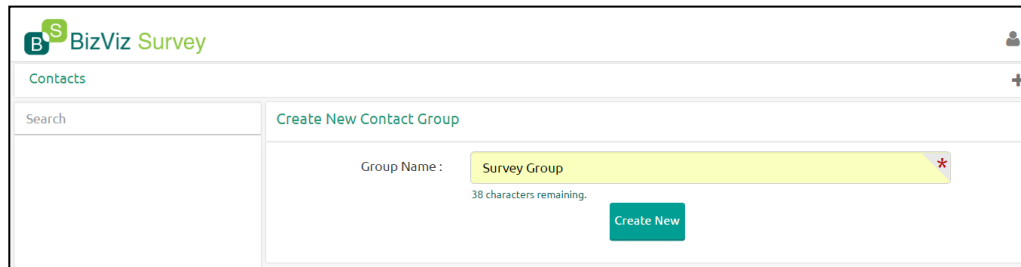 BS BizViz Survey
Contacts
Search
Create New Contact Group
Group Name :
Survey Group
*
38 characters remaining.
Create New